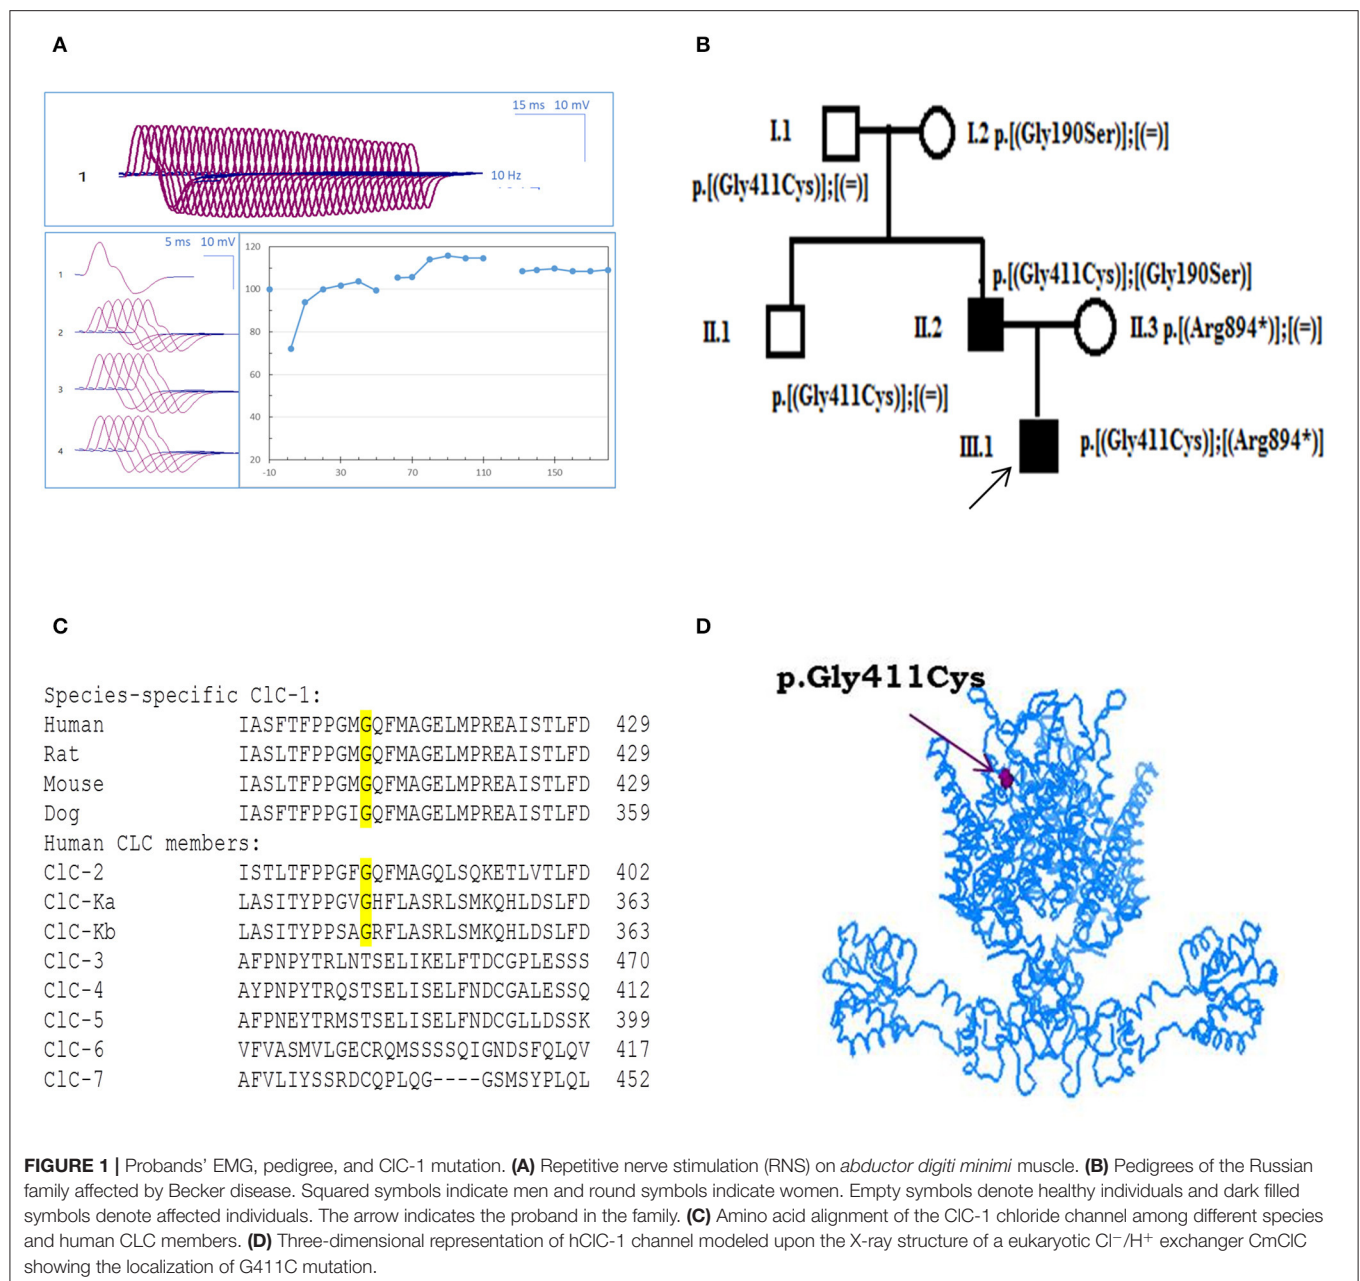 A
15 ms 10 mV
1
10 Hz
5 ms 10 mV
1
2
3
4
120
100
80
60
40
20
-10 30 70 110 150
B
I.1
I.2 p.[(Gly190Ser)];[(=)]
p.[(Gly411Cys)];[(=)]
p.[(Gly411Cys)];[(Gly190Ser)]
II.1
II.2
II.3 p.[(Arg894*)];[(=)]
p.[(Gly411Cys)];[(=)]
III.1
p.[(Gly411Cys)];[(Arg894*)]
C
Species-specific ClC-1:
Human IASFTFPPGMGQFMAGELMPREAISTLFD 429
Rat IASLTFPPGMGQFMAGELMPREAISTLFD 429
Mouse IASLTFPPGMGQFMAGELMPREAISTLFD 429
Dog IASFTFPPGIGQFMAGELMPREAISTLFD 359
Human CLC members:
ClC-2 ISTLTFPPGFGQFMAGQLSQKETLVTLFD 402
ClC-Ka LASITYPPGVGHFLASRLSMKQHLDSLFD 363
ClC-Kb LASITYPPSAGRFLASRLSMKQHLDSLFD 363
ClC-3 AFPNPYTRLNTSELIKELFTDCGPLESSS 470
ClC-4 AYPNPYTRQSTSELISELFNDCGALESSQ 412
ClC-5 AFPNEYTRMSTSELISELFNDCGLLDSSK 399
ClC-6 VFVASMVLGECRQMSSSSQIGNDSFQLQV 417
ClC-7 AFVLIYSSRDCQPLQG----GSMSYPLQL 452
D
p.Gly411Cys
FIGURE 1 | Probands' EMG, pedigree, and ClC-1 mutation. (A) Repetitive nerve stimulation (RNS) on abductor digiti minimi muscle. (B) Pedigrees of the Russian
family affected by Becker disease. Squared symbols indicate men and round symbols indicate women. Empty symbols denote healthy individuals and dark filled
symbols denote affected individuals. The arrow indicates the proband in the family. (C) Amino acid alignment of the ClC-1 chloride channel among different species
and human CLC members. (D) Three-dimensional representation of hClC-1 channel modeled upon the X-ray structure of a eukaryotic Cl⁻/H⁺ exchanger CmClC
showing the localization of G411C mutation.